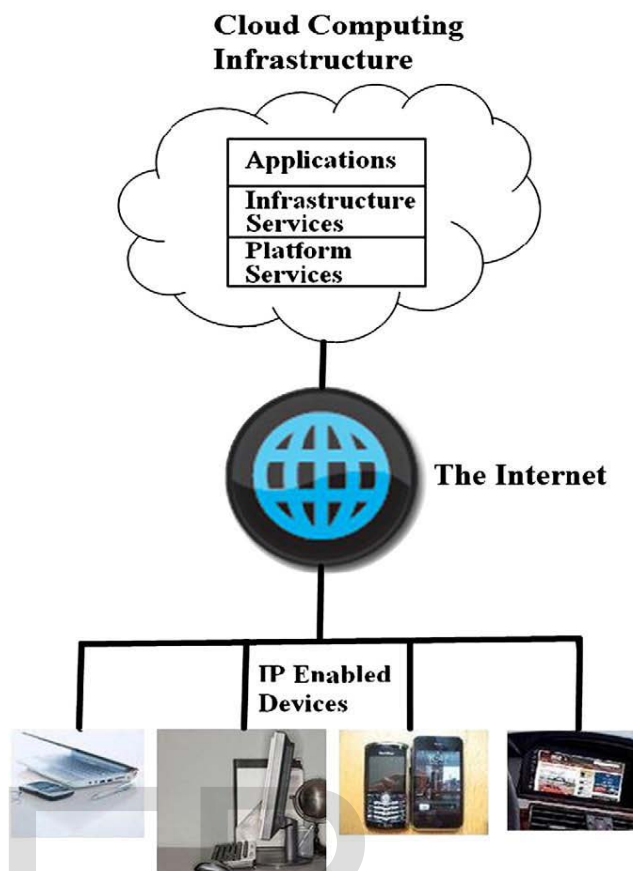 Cloud Computing
Infrastructure
Applications
Infrastructure
Services
Platform
Services
The Internet
IP Enabled
Devices